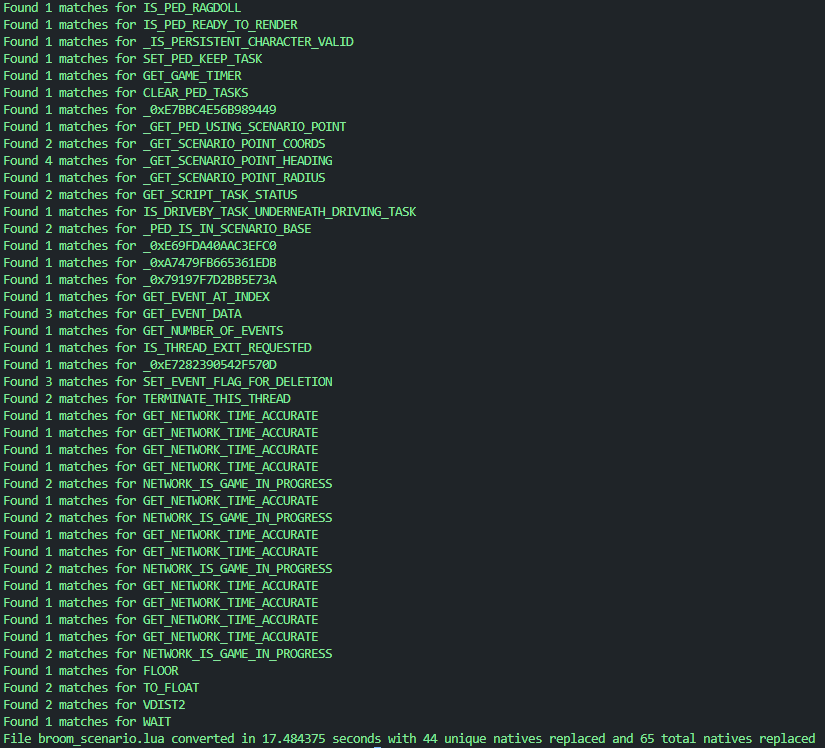 Found 1 matches for IS_PED_RAGDOLL
Found 1 matches for IS_PED_READY_TO_RENDER
Found 1 matches for _IS_PERSISTENT_CHARACTER_VALID
Found 1 matches for SET_PED_KEEP_TASK
Found 1 matches for GET_GAME_TIMER
Found 1 matches for CLEAR_PED_TASKS
Found 1 matches for _0xE7BBC4E56B989449
Found 1 matches for _GET_PED_USING_SCENARIO_POINT
Found 2 matches for _GET_SCENARIO_POINT_COORDS
Found 4 matches for _GET_SCENARIO_POINT_HEADING
Found 1 matches for _GET_SCENARIO_POINT_RADIUS
Found 2 matches for GET_SCRIPT_TASK_STATUS
Found 1 matches for IS_DRIVEBY_TASK_UNDERNEATH_DRIVING_TASK
Found 2 matches for _PED_IS_IN_SCENARIO_BASE
Found 1 matches for _0xE69FDA40AAC3EFC0
Found 1 matches for _0xA7479FB665361EDB
Found 1 matches for _0x79197F7D2BB5E73A
Found 1 matches for GET_EVENT_AT_INDEX
Found 3 matches for GET_EVENT_DATA
Found 1 matches for GET_NUMBER_OF_EVENTS
Found 1 matches for IS_THREAD_EXIT_REQUESTED
Found 1 matches for _0xE7282390542F570D
Found 3 matches for SET_EVENT_FLAG_FOR_DELETION
Found 2 matches for TERMINATE_THIS_THREAD
Found 1 matches for GET_NETWORK_TIME_ACCURATE
Found 1 matches for GET_NETWORK_TIME_ACCURATE
Found 1 matches for GET_NETWORK_TIME_ACCURATE
Found 1 matches for GET_NETWORK_TIME_ACCURATE
Found 2 matches for NETWORK_IS_GAME_IN_PROGRESS
Found 1 matches for GET_NETWORK_TIME_ACCURATE
Found 2 matches for NETWORK_IS_GAME_IN_PROGRESS
Found 1 matches for GET_NETWORK_TIME_ACCURATE
Found 1 matches for GET_NETWORK_TIME_ACCURATE
Found 2 matches for NETWORK_IS_GAME_IN_PROGRESS
Found 1 matches for GET_NETWORK_TIME_ACCURATE
Found 1 matches for GET_NETWORK_TIME_ACCURATE
Found 1 matches for GET_NETWORK_TIME_ACCURATE
Found 1 matches for GET_NETWORK_TIME_ACCURATE
Found 2 matches for NETWORK_IS_GAME_IN_PROGRESS
Found 1 matches for FLOOR
Found 2 matches for TO_FLOAT
Found 2 matches for VDIST2
Found 1 matches for WAIT
File broom_scenario.lua converted in 17.484375 seconds with 44 unique natives replaced and 65 total natives replaced